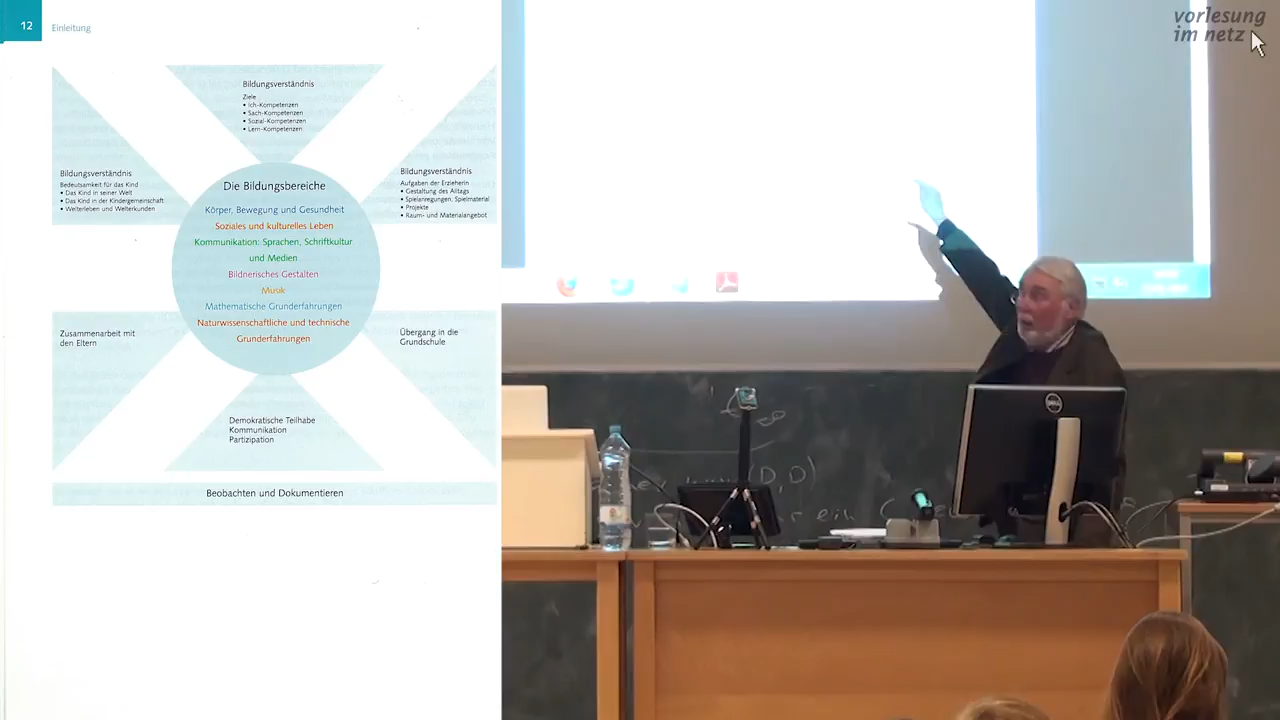 12
Einleitung
vorlesung
im netz
Bildungsverständnis
Ziele
• Ich-Kompetenzen
• Sach-Kompetenzen
• Sozial-Kompetenzen
• Lern-Kompetenzen
Bildungsverständnis
Bedeutsamkeit für das Kind
• Das Kind in seiner Welt
• Das Kind in der Kindergemeinschaft
• Welterleben und Welterkunden
Bildungsverständnis
Aufgaben der Erzieherin
• Gestaltung des Alltags
• Spielanregungen, Spielmaterial
• Projekte
• Raum- und Materialangebot
Die Bildungsbereiche
Körper, Bewegung und Gesundheit
Soziales und kulturelles Leben
Kommunikation: Sprachen, Schriftkultur
und Medien
Bildnerisches Gestalten
Musik
Mathematische Grunderfahrungen
Naturwissenschaftliche und technische
Grunderfahrungen
Zusammenarbeit mit
den Eltern
Übergang in die
Grundschule
Demokratische Teilhabe
Kommunikation
Partizipation
Beobachten und Dokumentieren
DELL
(D, D)
ein